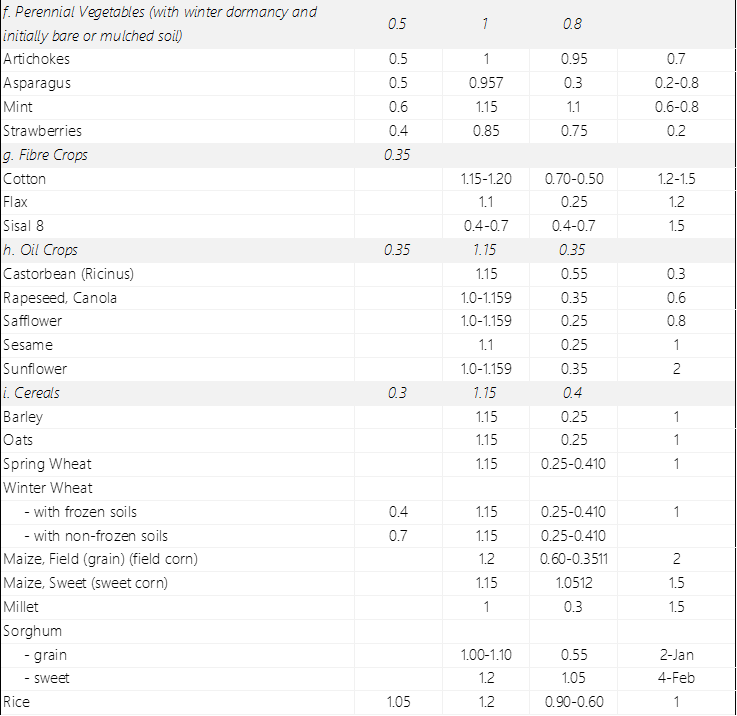 f. Perennial Vegetables (with winter dormancy and
initially bare or mulched soil) 0.5 1 0.8
Artichokes 0.5 1 0.95 0.7
Asparagus 0.5 0.957 0.3 0.2-0.8
Mint 0.6 1.15 1.1 0.6-0.8
Strawberries 0.4 0.85 0.75 0.2
g. Fibre Crops 0.35
Cotton 1.15-1.20 0.70-0.50 1.2-1.5
Flax 1.1 0.25 1.2
Sisal 8 0.4-0.7 0.4-0.7 1.5
h. Oil Crops 0.35 1.15 0.35
Castorbean (Ricinus) 1.15 0.55 0.3
Rapeseed, Canola 1.0-1.159 0.35 0.6
Safflower 1.0-1.159 0.25 0.8
Sesame 1.1 0.25 1
Sunflower 1.0-1.159 0.35 2
i. Cereals 0.3 1.15 0.4
Barley 1.15 0.25 1
Oats 1.15 0.25 1
Spring Wheat 1.15 0.25-0.410 1
Winter Wheat
- with frozen soils 0.4 1.15 0.25-0.410 1
- with non-frozen soils 0.7 1.15 0.25-0.410
Maize, Field (grain) (field corn) 1.2 0.60-0.3511 2
Maize, Sweet (sweet corn) 1.15 1.0512 1.5
Millet 1 0.3 1.5
Sorghum
- grain 1.00-1.10 0.55 2-Jan
- sweet 1.2 1.05 4-Feb
Rice 1.05 1.2 0.90-0.60 1